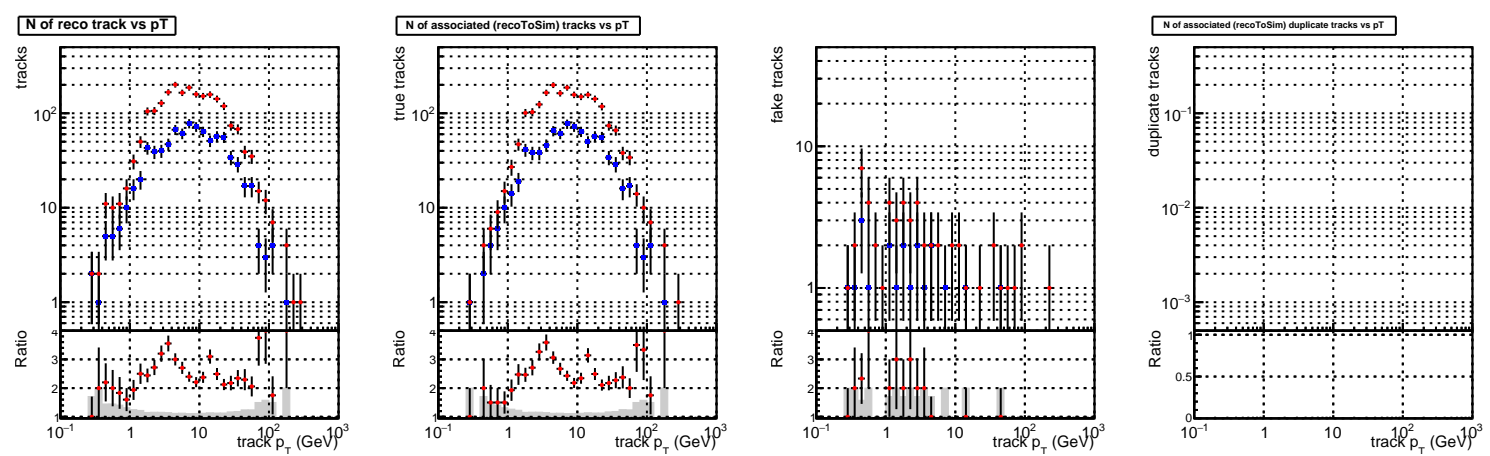 N of reco track vs pT
tracks
10²
10
1
Ratio
4
3
2
1
10⁻¹ 1 10 10² 10³
track p_T (GeV)
N of associated (recoToSim) tracks vs pT
true tracks
10²
10
1
Ratio
4
3
2
1
10⁻¹ 1 10 10² 10³
track p_T (GeV)
fake tracks
10
1
Ratio
4
3
2
1
10⁻¹ 1 10 10² 10³
track p_T (GeV)
N of associated (recoToSim) duplicate tracks vs pT
duplicate tracks
10⁻¹
10⁻²
10⁻³
Ratio
1
0.5
0
10⁻¹ 1 10 10² 10³
track p_T (GeV)